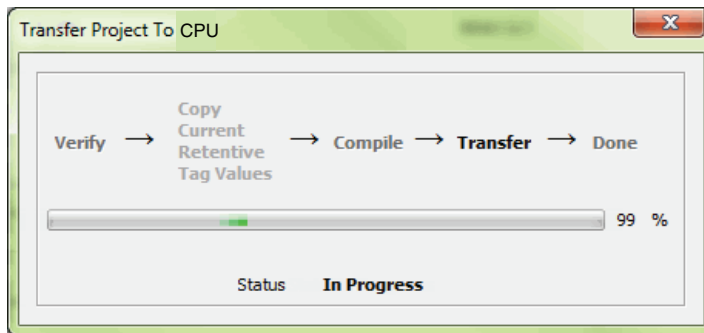 Transfer Project To CPU
Verify → Copy Current Retentive Tag Values → Compile → Transfer → Done
99 %
Status In Progress